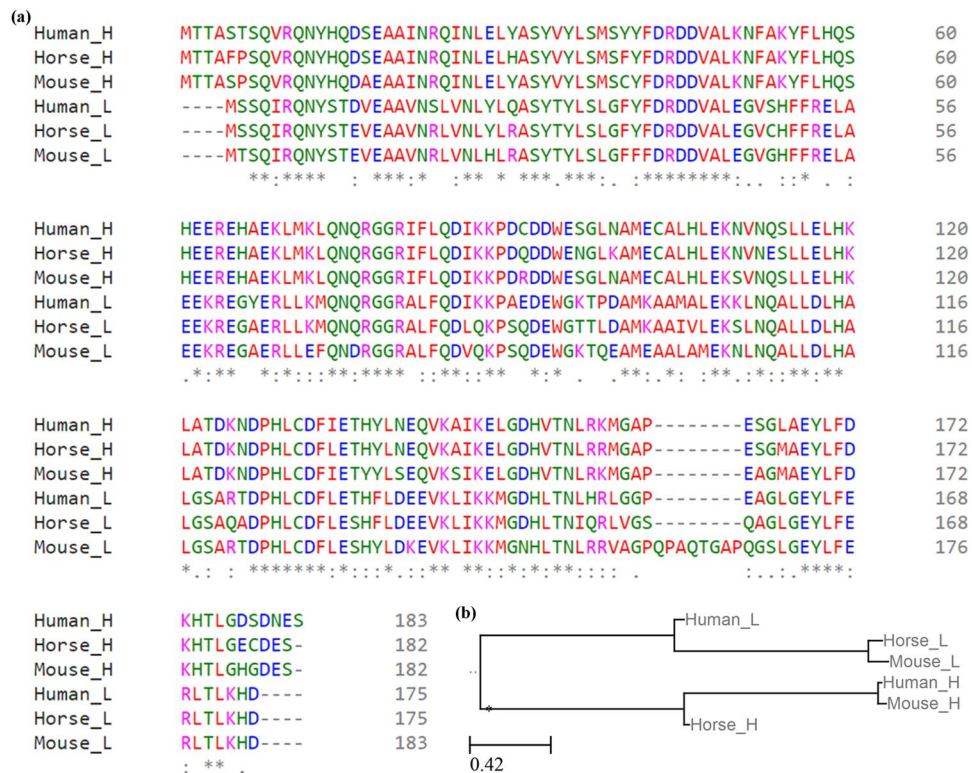 (a)
Human_H MTTASTSQVRQNYHQDSEAAINRQINLELYASYVYLSMSYYFDRDDVALKNFAKYFLHQS 60
Horse_H MTTAFPSQVRQNYHQDSEAAINRQINLELHASYVYLSMSFYFDRDDVALKNFAKYFLHQS 60
Mouse_H MTTASPSQVRQNYHQDAEAAINRQINLELYASYVYLSMSCYFDRDDVALKNFAKYFLHQS 60
Human_L ----MSSQIRQNYSTDVEAAVNSLVNLYLQASYTYLSLGFYFDRDDVALEGVSHFFRELA 56
Horse_L ----MSSQIRQNYSTEVEAAVNRLVNLYLRASYTYLSLGFYFDRDDVALEGVCHFFRELA 56
Mouse_L ----MTSQIRQNYSTEVEAAVNRLVNLHLRASYTYLSLGFFFDRDDVALEGVGHFFRELA 56
**:**** : ***:* :** * ***.***:. :********:.. :* . :
Human_H HEEREHAEKLMKLQNQRGGRIFLQDIKKPDCDDWESGLNAMECALHLEKNVNQSLLELHK 120
Horse_H HEEREHAEKLMKLQNQRGGRIFLQDIKKPDQDDWENGLKAMECALHLEKNVNESLLELHK 120
Mouse_H HEEREHAEKLMKLQNQRGGRIFLQDIKKPDRDDWESGLNAMECALHLEKSVNQSLLELHK 120
Human_L EEKREGYERLLKMQNQRGGRALFQDIKKPAEDEWGKTPDAMKAAMALEKKLNQALLDLHA 116
Horse_L EEKREGAERLLKMQNQRGGRALFQDLQKPSQDEWGTTLDAMKAAIVLEKSLNQALLDLHA 116
Mouse_L EEKREGAERLLEFQNDRGGRALFQDVQKPSQDEWGKTQEAMEAALAMEKNLNQALLDLHA 116
.*:** *:*:::**:**** ::**::** *:* . .**:.*: :**.:*::**:**
Human_H LATDKNDPHLCDFIETHYLNEQVKAIKELGDHVTNLRKMGAP--------ESGLAEYLFD 172
Horse_H LATDKNDPHLCDFIETHYLNEQVKAIKELGDHVTNLRRMGAP--------ESGMAEYLFD 172
Mouse_H LATDKNDPHLCDFIETYYLSEQVKSIKELGDHVTNLRKMGAP--------EAGMAEYLFD 172
Human_L LGSARTDPHLCDFLETHFLDEEVKLIKKMGDHLTNLHRLGGP--------EAGLGEYLFE 168
Horse_L LGSAQADPHLCDFLESHFLDEEVKLIKKMGDHLTNIQRLVGS--------QAGLGEYLFE 168
Mouse_L LGSARTDPHLCDFLESHYLDKEVKLIKKMGNHLTNLRRVAGPQPAQTGAPQGSLGEYLFE 176
*.: : *******:*:::*.::** **::*:*:**:::: . :..:.****:
Human_H KHTLGDSDNES 183
Horse_H KHTLGECDES- 182
Mouse_H KHTLGHGDES- 182
Human_L RLTLKHD---- 175
Horse_L RLTLKHD---- 175
Mouse_L RLTLKHD---- 183
: ** .
(b)
Human_L
Horse_L
Mouse_L
Human_H
Mouse_H
Horse_H
*
0.42